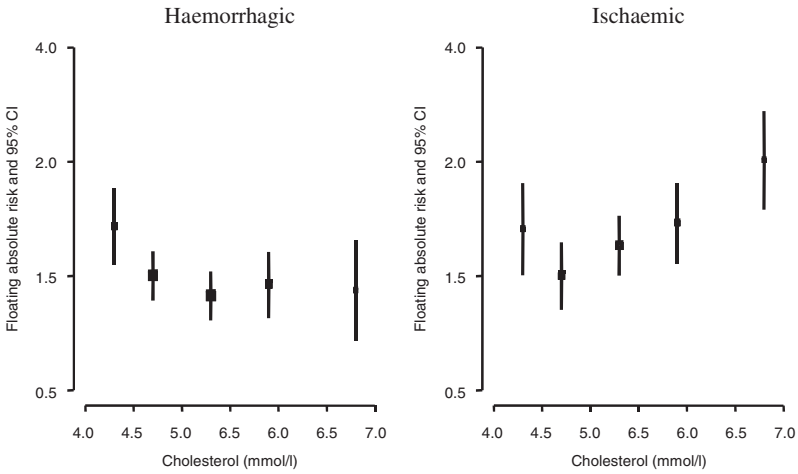 Haemorrhagic
Floating absolute risk and 95% CI
4.0
2.0
1.5
0.5
4.0 4.5 5.0 5.5 6.0 6.5 7.0
Cholesterol (mmol/l)
Ischaemic
Floating absolute risk and 95% CI
4.0
2.0
1.5
0.5
4.0 4.5 5.0 5.5 6.0 6.5 7.0
Cholesterol (mmol/l)